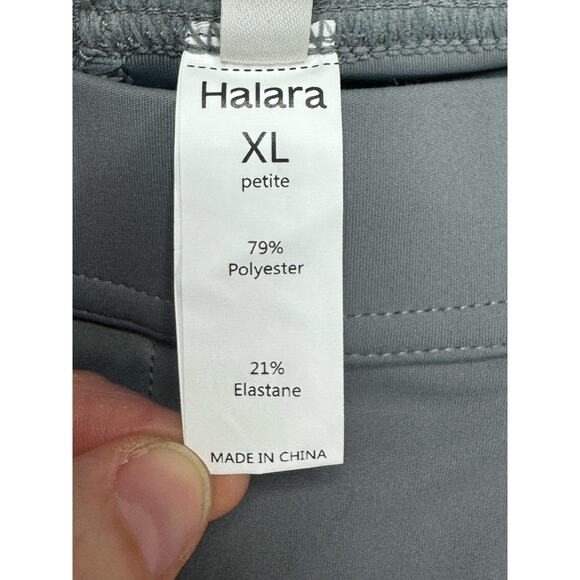 Halara
XL
petite
79%
Polyester
21%
Elastane
MADE IN CHINA